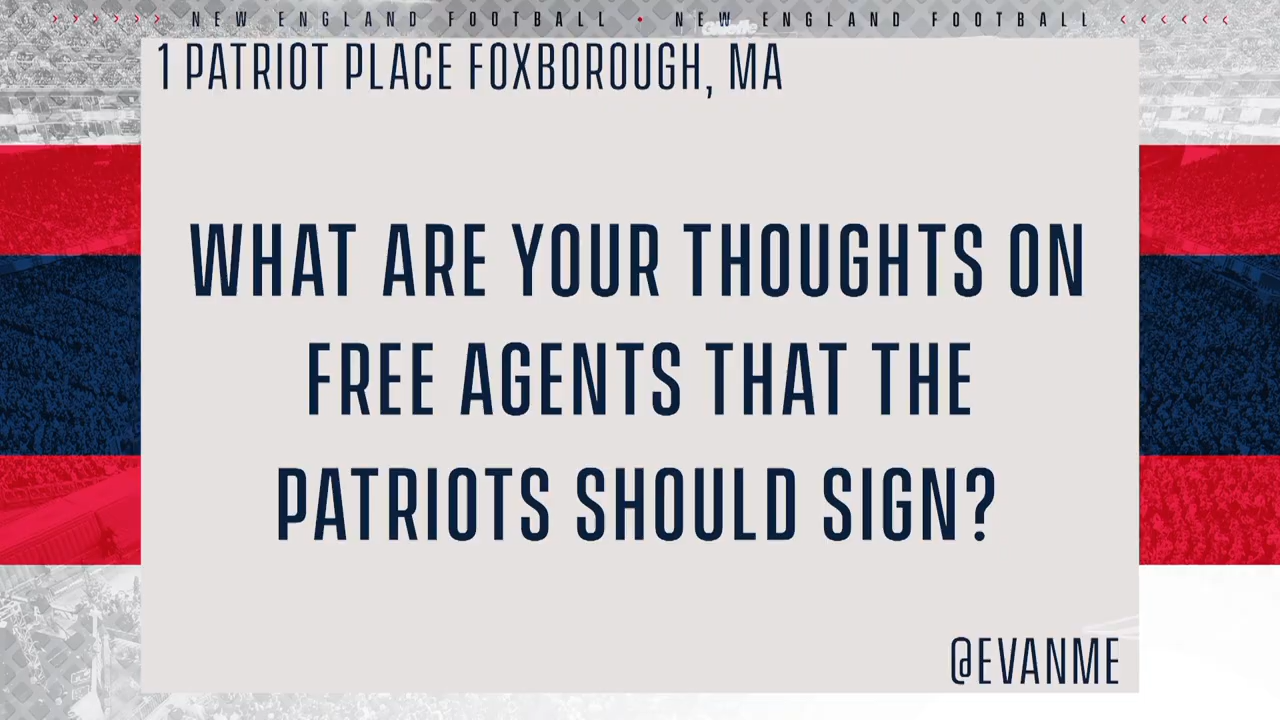 NEW ENGLAND FOOTBALL • NEW ENGLAND FOOTBALL
1 PATRIOT PLACE FOXBOROUGH, MA
WHAT ARE YOUR THOUGHTS ON
FREE AGENTS THAT THE
PATRIOTS SHOULD SIGN?
@EVANME